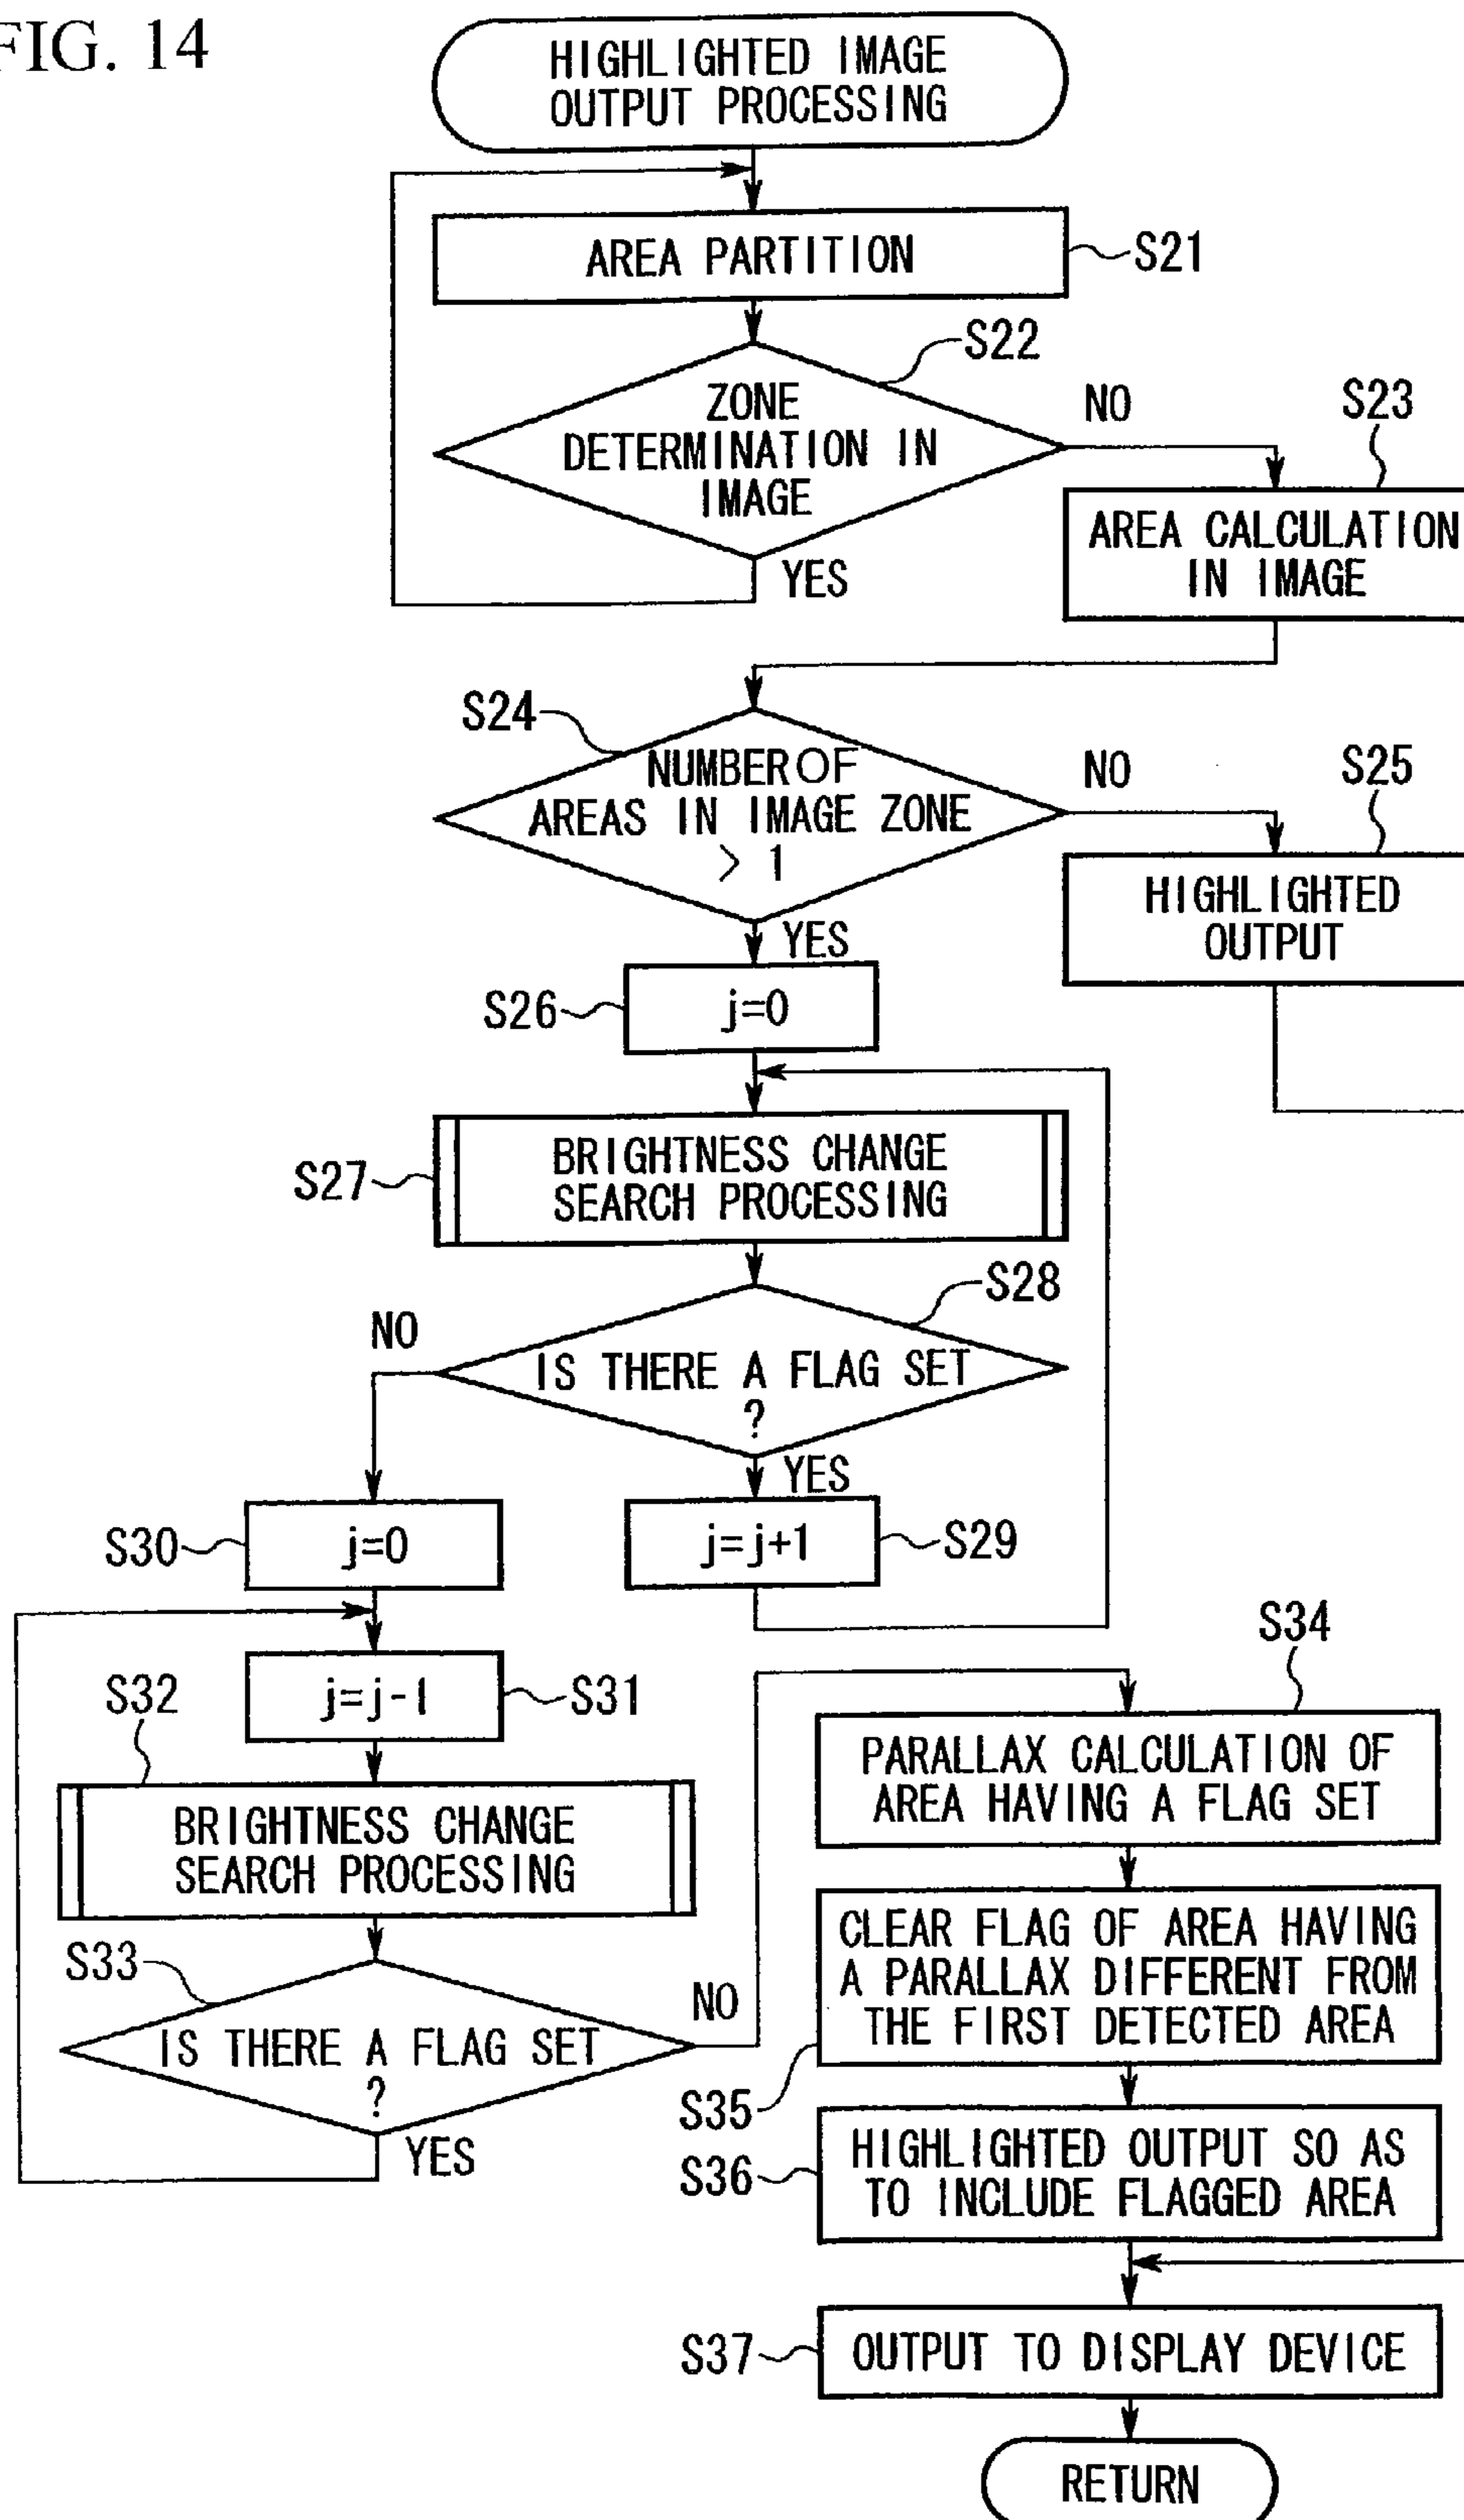 FIG. 14
HIGHLIGHTED IMAGE
OUTPUT PROCESSING
AREA PARTITION
S21
S22
ZONE
DETERMINATION IN
IMAGE
NO
YES
S23
AREA CALCULATION
IN IMAGE
S24
NUMBER OF
AREAS IN IMAGE ZONE
> 1
NO
YES
S25
HIGHLIGHTED
OUTPUT
S26
j=0
S27
BRIGHTNESS CHANGE
SEARCH PROCESSING
S28
NO
IS THERE A FLAG SET
?
YES
S30
j=0
j=j+1
S29
j=j-1
S31
S32
BRIGHTNESS CHANGE
SEARCH PROCESSING
S33
IS THERE A FLAG SET
?
NO
YES
S34
PARALLAX CALCULATION OF
AREA HAVING A FLAG SET
CLEAR FLAG OF AREA HAVING
A PARALLAX DIFFERENT FROM
THE FIRST DETECTED AREA
S35
HIGHLIGHTED OUTPUT SO AS
TO INCLUDE FLAGGED AREA
S36
S37
OUTPUT TO DISPLAY DEVICE
RETURN